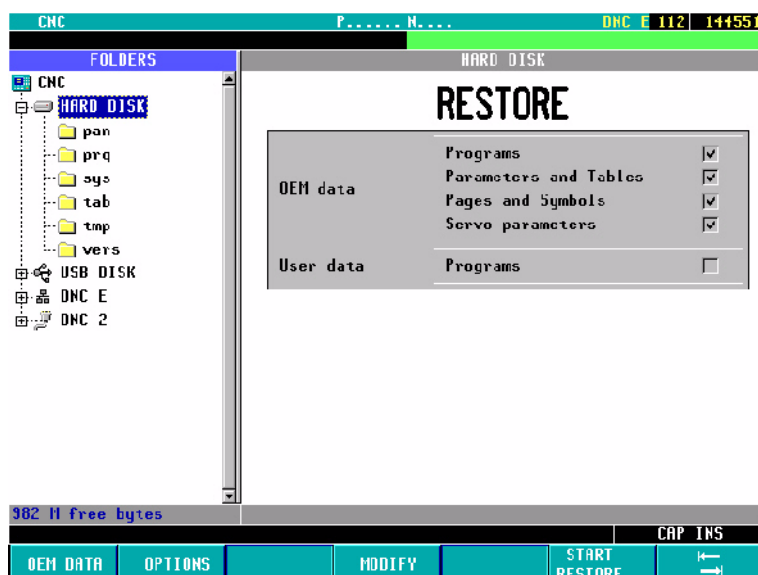 CNC P...... N.... DNC E 112 144551
FOLDERS
HARD DISK
CNC
HARD DISK
pan
prg
sys
tab
tmp
vers
USB DISK
DNC E
DNC 2
RESTORE
OEM data
Programs
Parameters and Tables
Pages and Symbols
Servo parameters
User data Programs
982 M free bytes
CAP INS
OEM DATA OPTIONS MODIFY START RESTORE